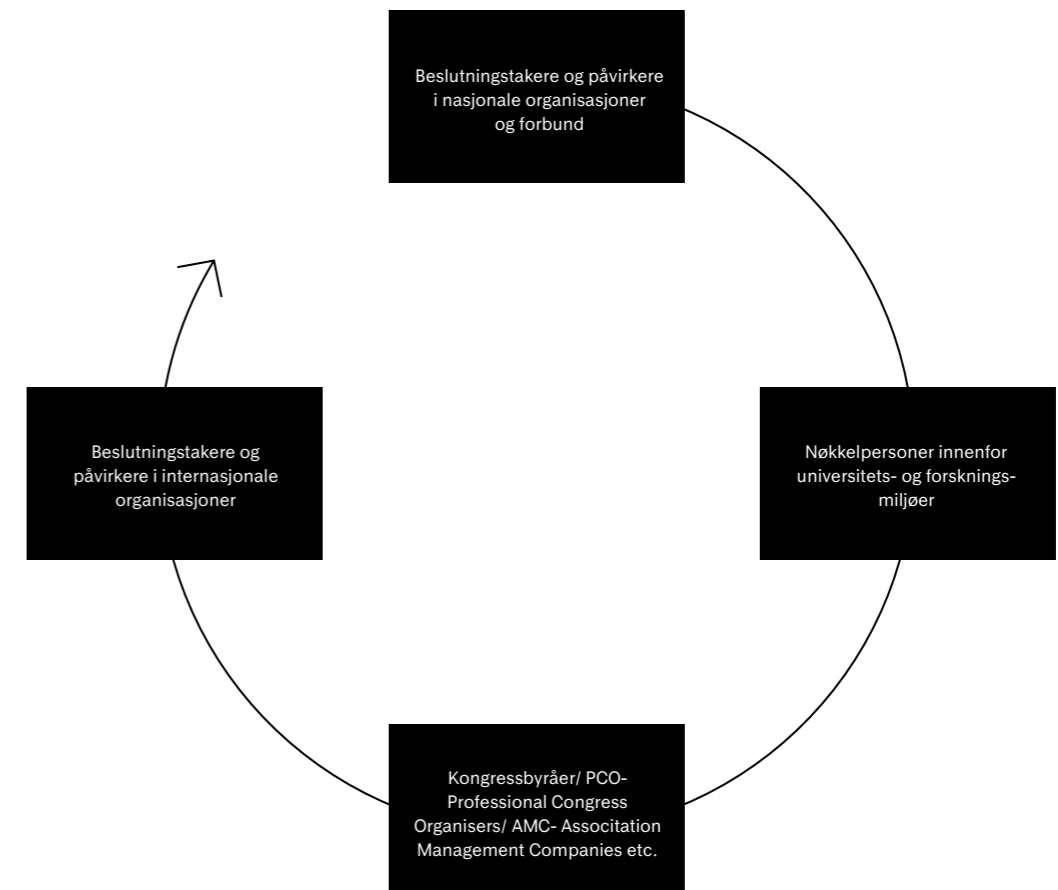 Beslutningstakere og påvirkere
i nasjonale organisasjoner
og forbund
Beslutningstakere og
påvirkere i internasjonale
organisasjoner
Nøkkelpersoner innenfor
universitets- og forsknings-
miljøer
Kongressbyråer/ PCO-
Professional Congress
Organisers/ AMC- Associtation
Management Companies etc.